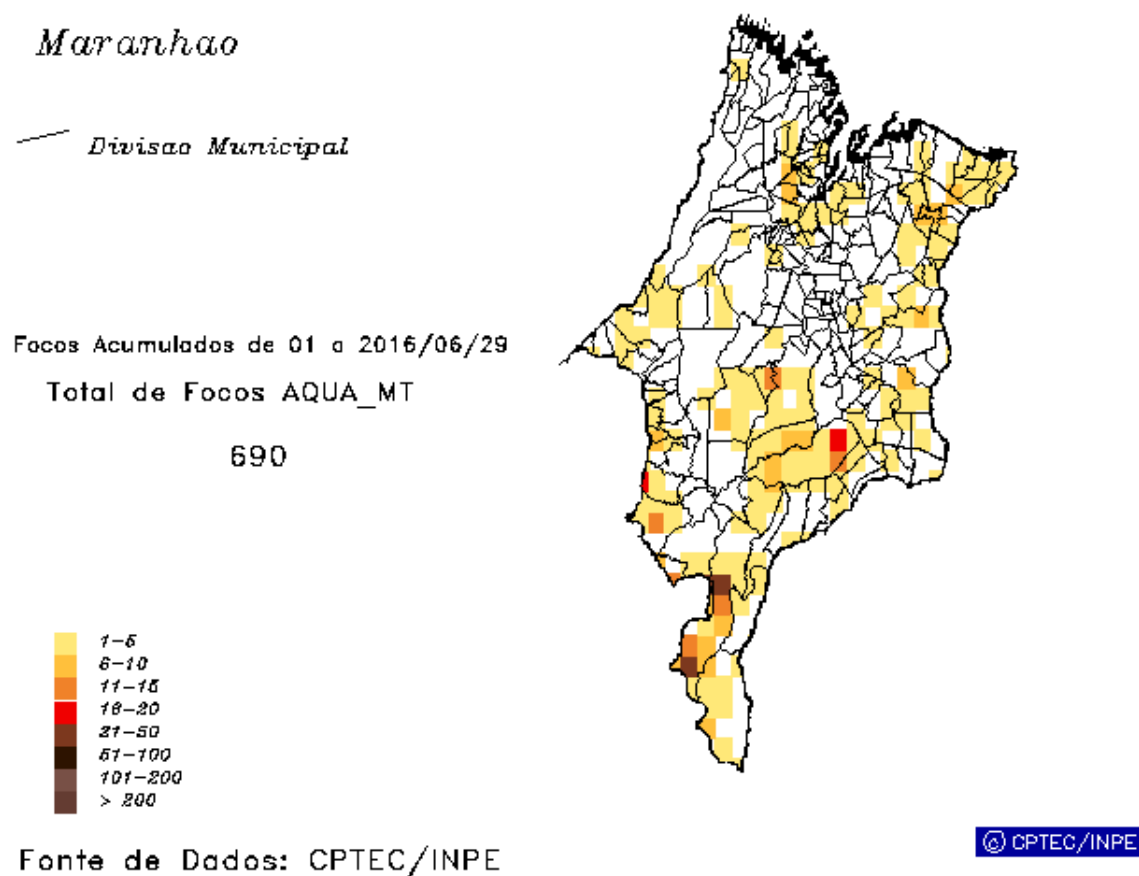 Maranhao
Divisao Municipal
Focos Acumulados de 01 a 2016/06/29
Total de Focos AQUA_MT
690
1-5
6-10
11-15
16-20
21-50
51-100
101-200
> 200
Fonte de Dados: CPTEC/INPE
© CPTEC/INPE